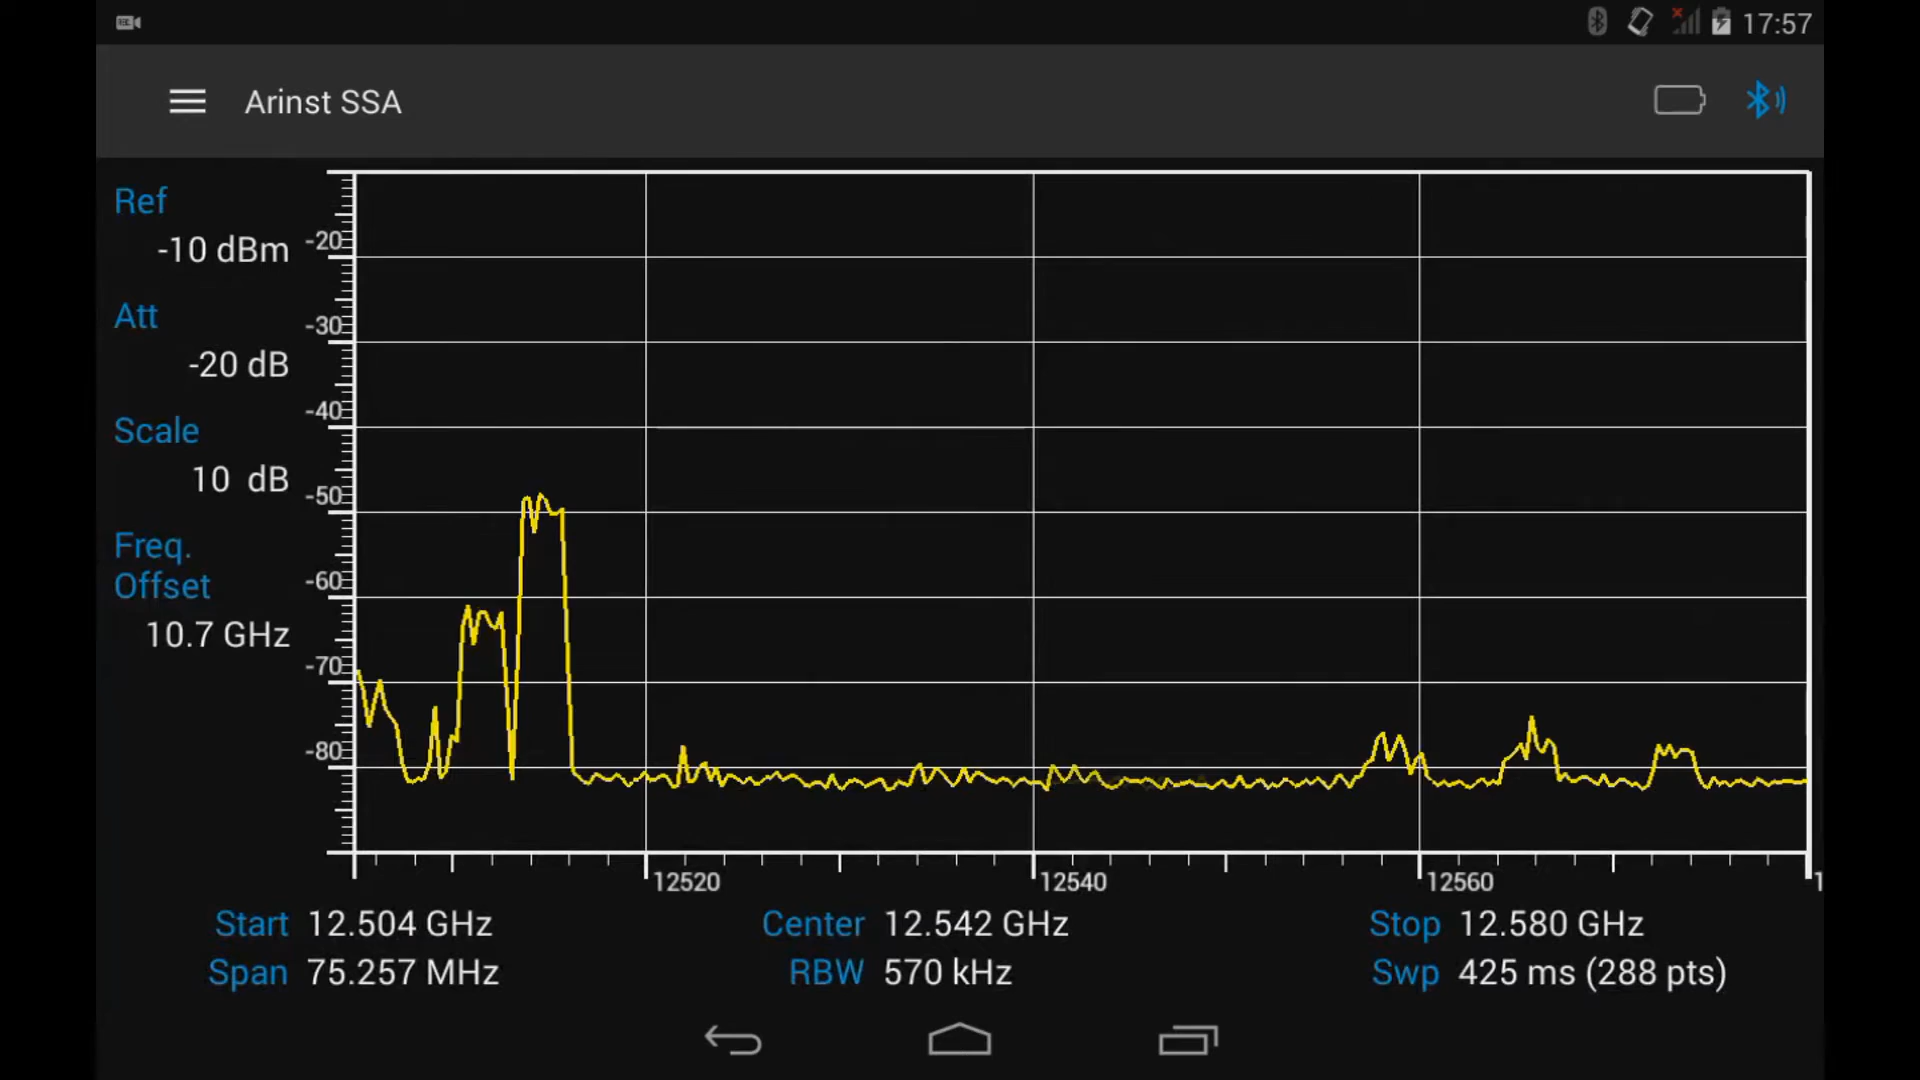 17:57
Arinst SSA
Ref
-10 dBm
Att
-20 dB
Scale
10 dB
Freq.
Offset
10.7 GHz
-20
-30
-40
-50
-60
-70
-80
12520
12540
12560
1
Start 12.504 GHz
Center 12.542 GHz
Stop 12.580 GHz
Span 75.257 MHz
RBW 570 kHz
Swp 425 ms (288 pts)